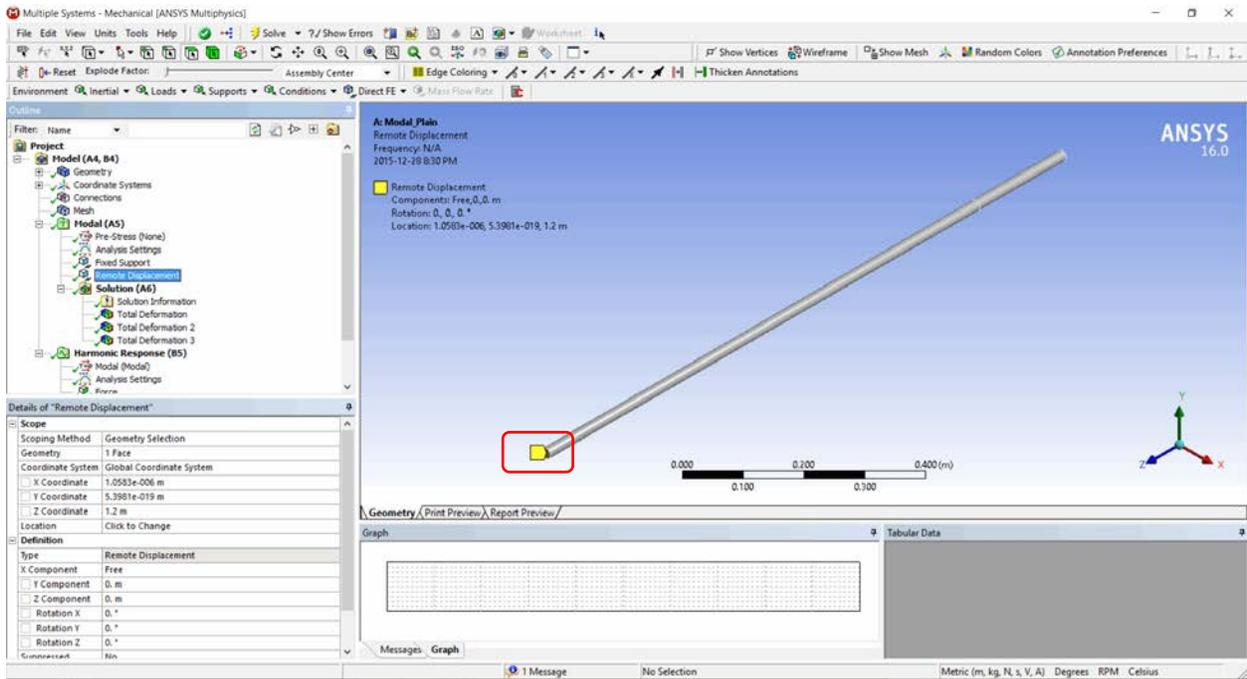 Multiple Systems - Mechanical [ANSYS Multiphysics]
File Edit View Units Tools Help Solve ?/ Show Errors Worksheet
Show Vertices Wireframe Show Mesh Random Colors Annotation Preferences
Reset Explode Factor: Assembly Center Edge Coloring Thicken Annotations
Environment Inertial Loads Supports Conditions Direct FE Mass Flow Rate
Outline
Filter: Name
Project
Model (A4, B4)
Geometry
Coordinate Systems
Connections
Mesh
Modal (A5)
Pre-Stress (None)
Analysis Settings
Fixed Support
Remote Displacement
Solution (A6)
Solution Information
Total Deformation
Total Deformation 2
Total Deformation 3
Harmonic Response (B5)
Modal (Modal)
Analysis Settings
Force
A: Modal_Plain
Remote Displacement
Frequency: N/A
2015-12-28 8:30 PM
Remote Displacement
Components: Free,0.,0. m
Rotation: 0., 0., 0. °
Location: 1.0583e-006, 5.3981e-019, 1.2 m
ANSYS
16.0
Y
Z
X
0.000 0.200 0.400 (m)
0.100 0.300
Geometry Print Preview Report Preview
Details of "Remote Displacement"
Scope
Scoping Method Geometry Selection
Geometry 1 Face
Coordinate System Global Coordinate System
X Coordinate 1.0583e-006 m
Y Coordinate 5.3981e-019 m
Z Coordinate 1.2 m
Location Click to Change
Definition
Type Remote Displacement
X Component Free
Y Component 0. m
Z Component 0. m
Rotation X 0. °
Rotation Y 0. °
Rotation Z 0. °
Suppressed No
Graph
Tabular Data
Messages Graph
1 Message No Selection Metric (m, kg, N, s, V, A) Degrees RPM Celsius